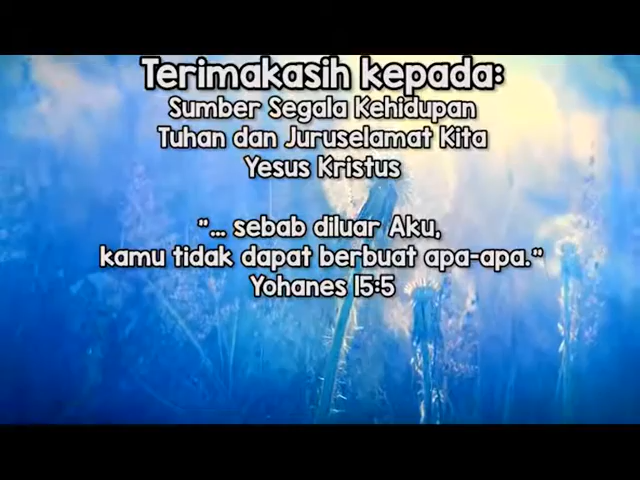 Terimakasih kepada:
Sumber Segala Kehidupan
Tuhan dan Juruselamat Kita
Yesus Kristus
"... sebab diluar Aku,
kamu tidak dapat berbuat apa-apa."
Yohanes 15:5